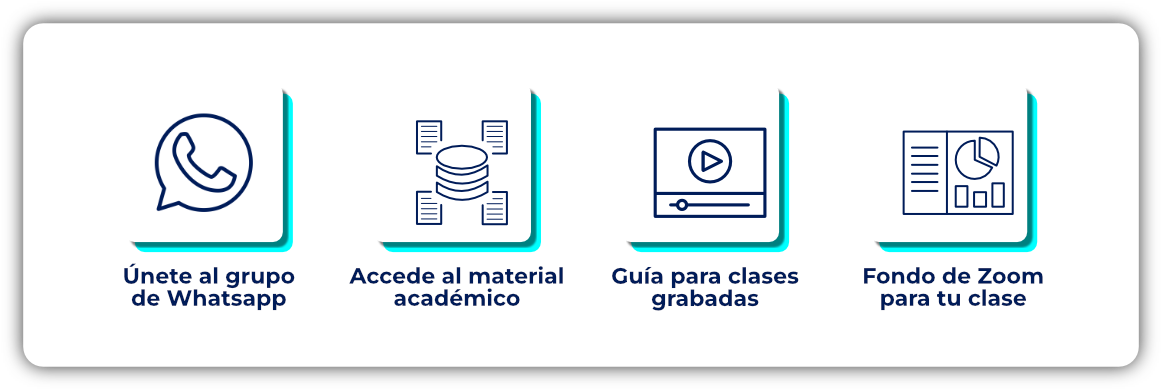 Únete al grupo
de Whatsapp
Accede al material
académico
Guía para clases
grabadas
Fondo de Zoom
para tu clase